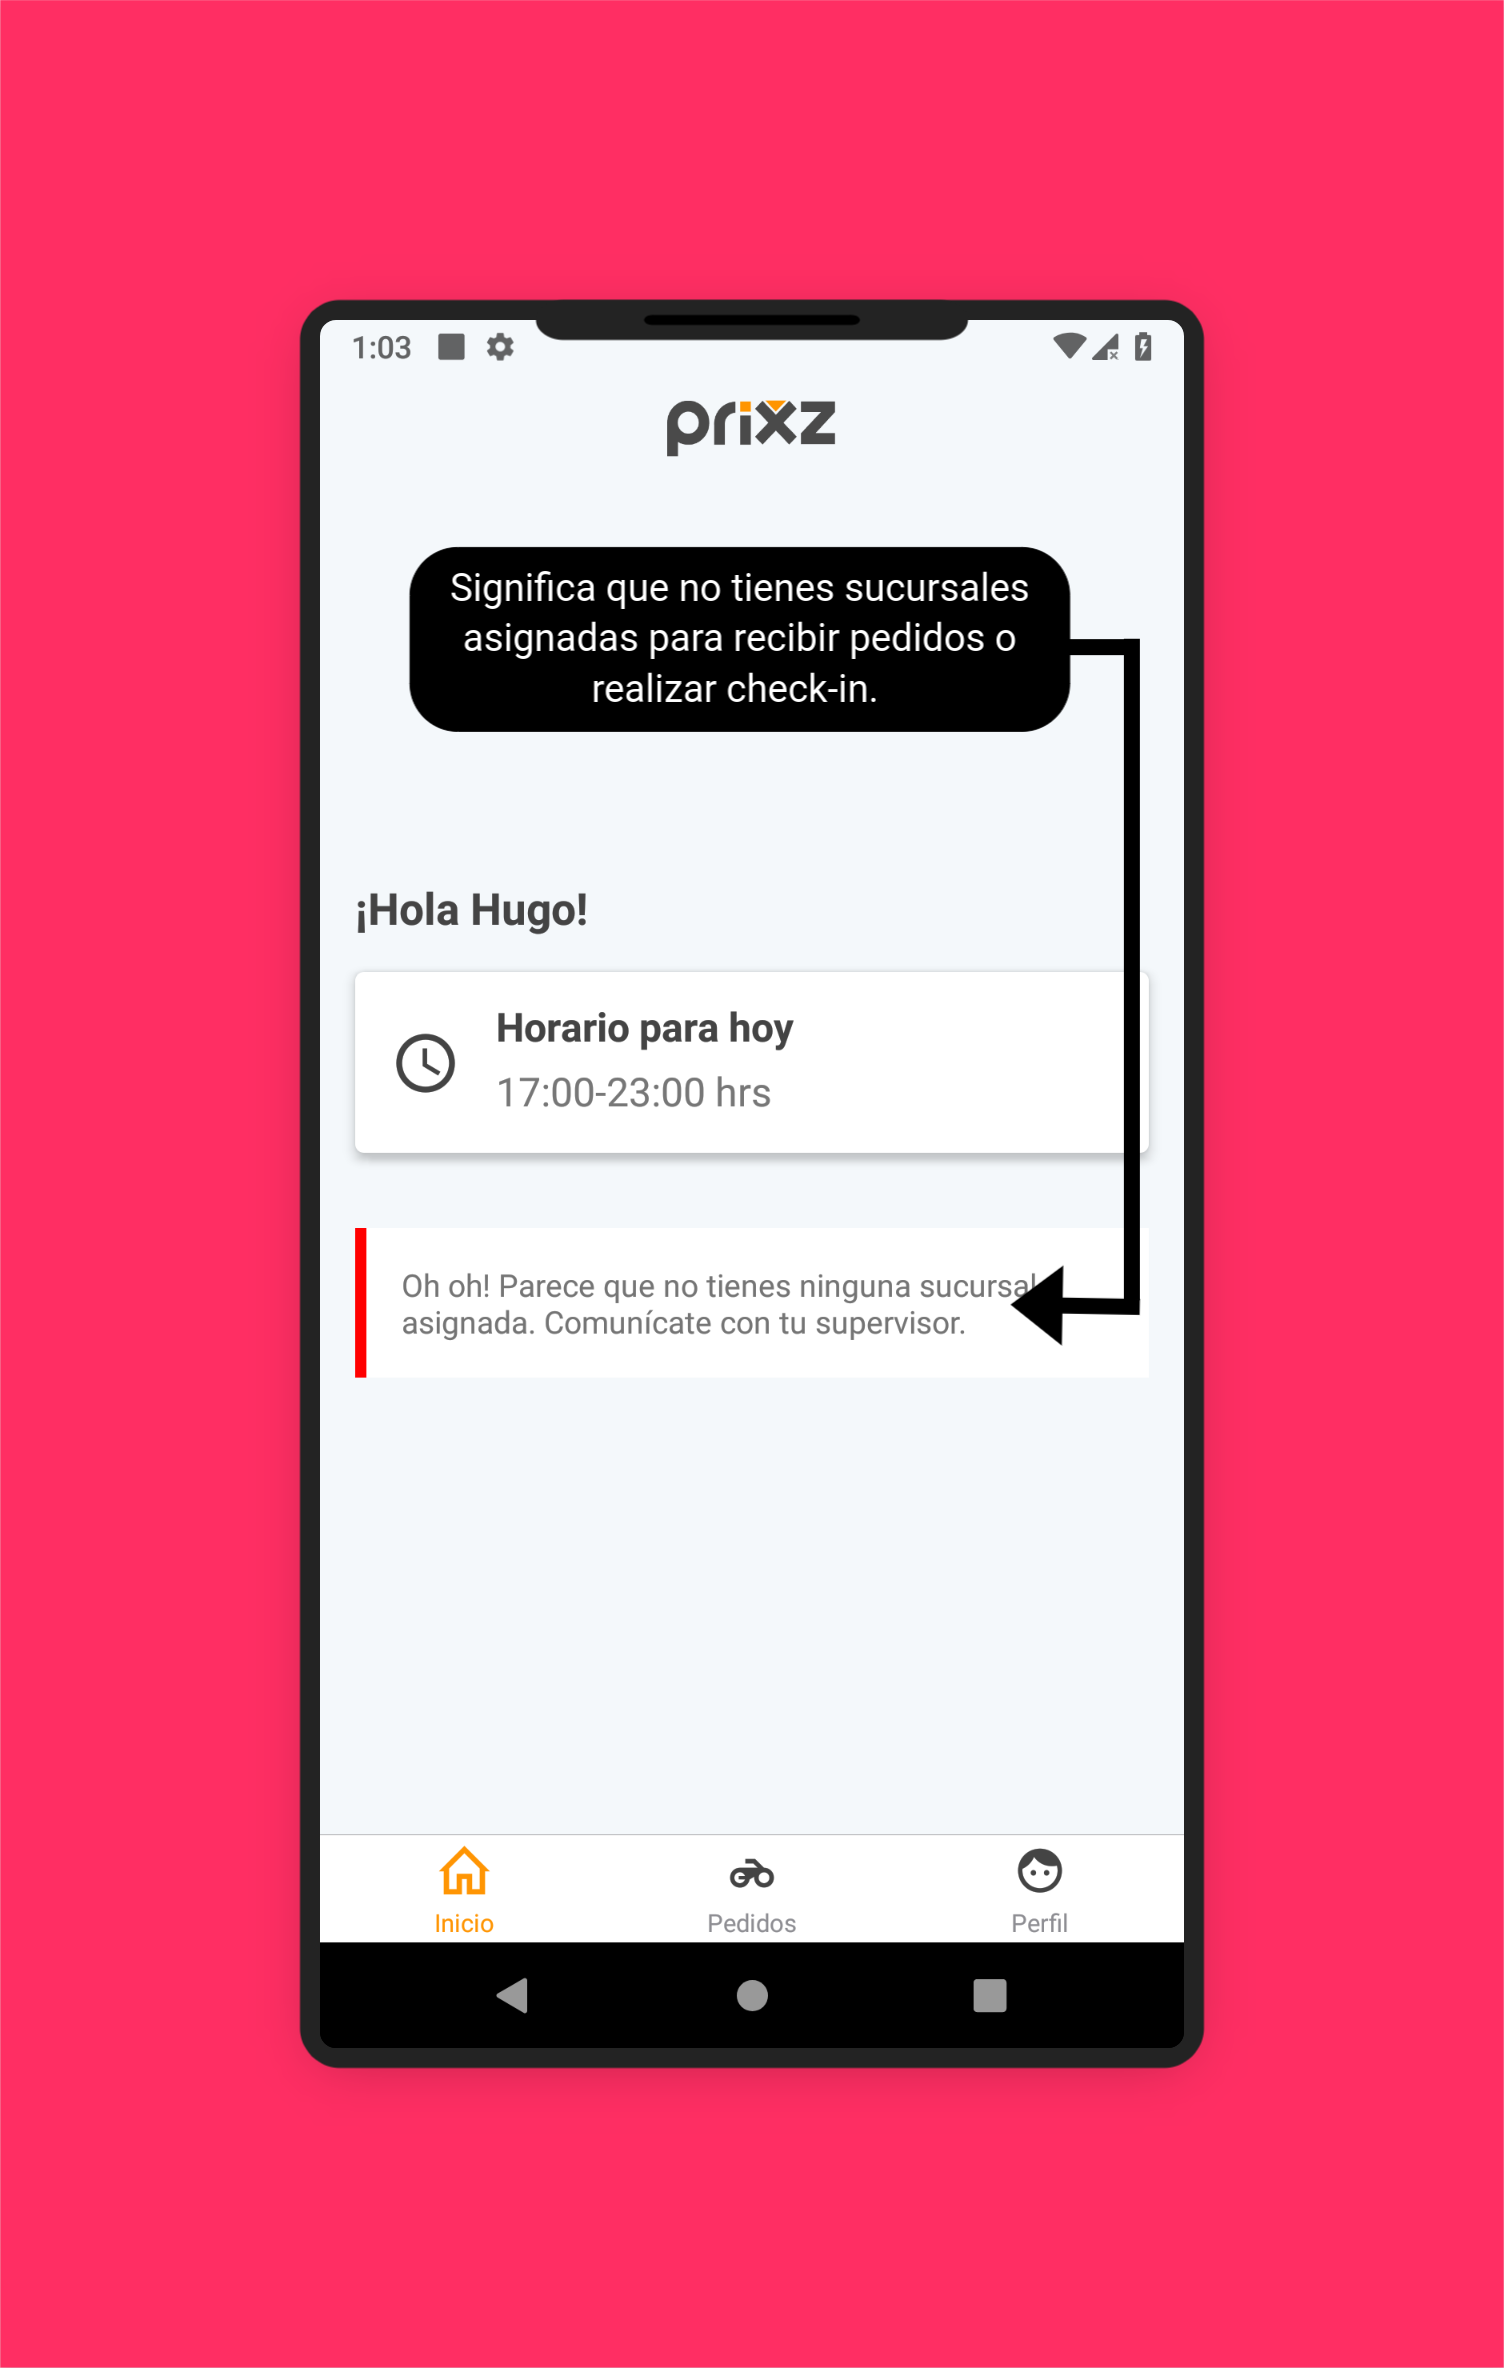 1:03
prixz
Significa que no tienes sucursales
asignadas para recibir pedidos o
realizar check-in.
¡Hola Hugo!
Horario para hoy
17:00-23:00 hrs
Oh oh! Parece que no tienes ninguna sucursal
asignada. Comunícate con tu supervisor.
Inicio
Pedidos
Perfil